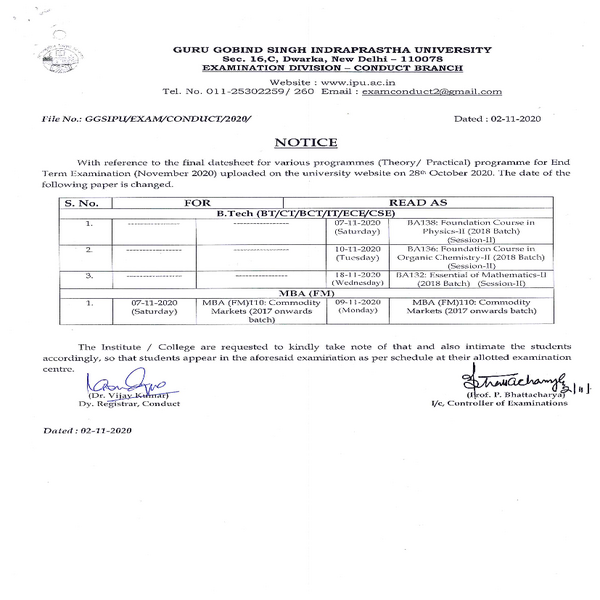 GURU GOBIND SINGH INDRAPRASTHA UNIVERSITY
Sec. 16,C, Dwarka, New Delhi – 110078
EXAMINATION DIVISION – CONDUCT BRANCH
Website : www.ipu.ac.in
Tel. No. 011-25302259/ 260 Email : examconduct2@gmail.com
File No.: GGSIPU/EXAM/CONDUCT/2020/ Dated : 02-11-2020
NOTICE
With reference to the final datesheet for various programmes (Theory/ Practical) programme for End
Term Examination (November 2020) uploaded on the university website on 28th October 2020. The date of
following paper is changed.
S. No. FOR READ AS
B.Tech (BT/CT/BCT/IT/ECE/CSE)
1. ---------------- ---------------- 07-11-2020 BA138: Foundation Course in
(Saturday) Physics-II (2018 Batch)
(Session-II)
2. ---------------- ---------------- 10-11-2020 BA136: Foundation Course in
(Tuesday) Organic Chemistry-II (2018 Batch)
(Session-II)
3. ---------------- ---------------- 18-11-2020 BA132: Essential of Mathematics-II
(Wednesday) (2018 Batch) (Session-II)
MBA (FM)
1. 07-11-2020 MBA (FM)110: Commodity 09-11-2020 MBA (FM)110: Commodity
(Saturday) Markets (2017 onwards (Monday) Markets (2017 onwards batch)
batch)
The Institute / College are requested to kindly take note of that and also intimate the students
accordingly, so that students appear in the aforesaid examination as per schedule at their allotted examination
centre.
(Dr. Vijay Kumar) (Prof. P. Bhattacharya)
Dy. Registrar, Conduct I/c, Controller of Examinations
Dated : 02-11-2020